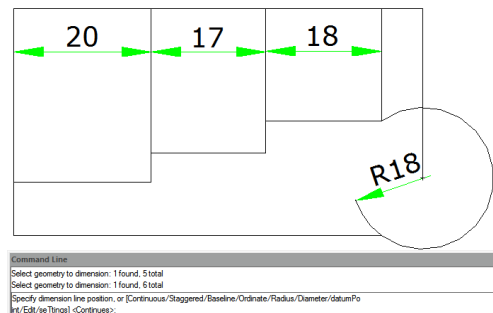 20 17 18
R18
Command Line
Select geometry to dimension: 1 found, 5 total
Select geometry to dimension: 1 found, 6 total
Specify dimension line position, or [Continuous/Staggered/Baseline/Ordinate/Radius/Diameter/datumPo
int/Edit/seTtings] <Continues>: